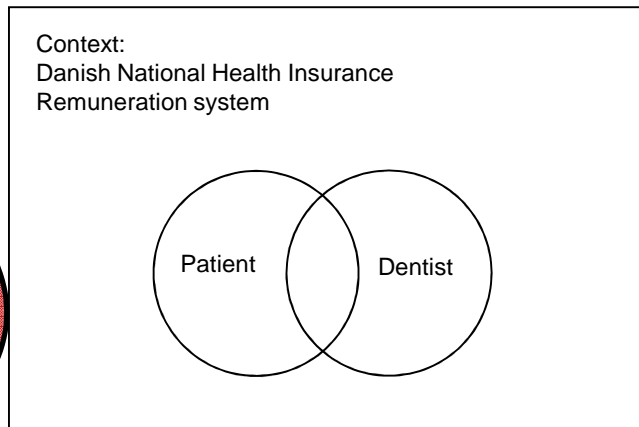 Context:
Danish National Health Insurance
Remuneration system
Patient
Dentist